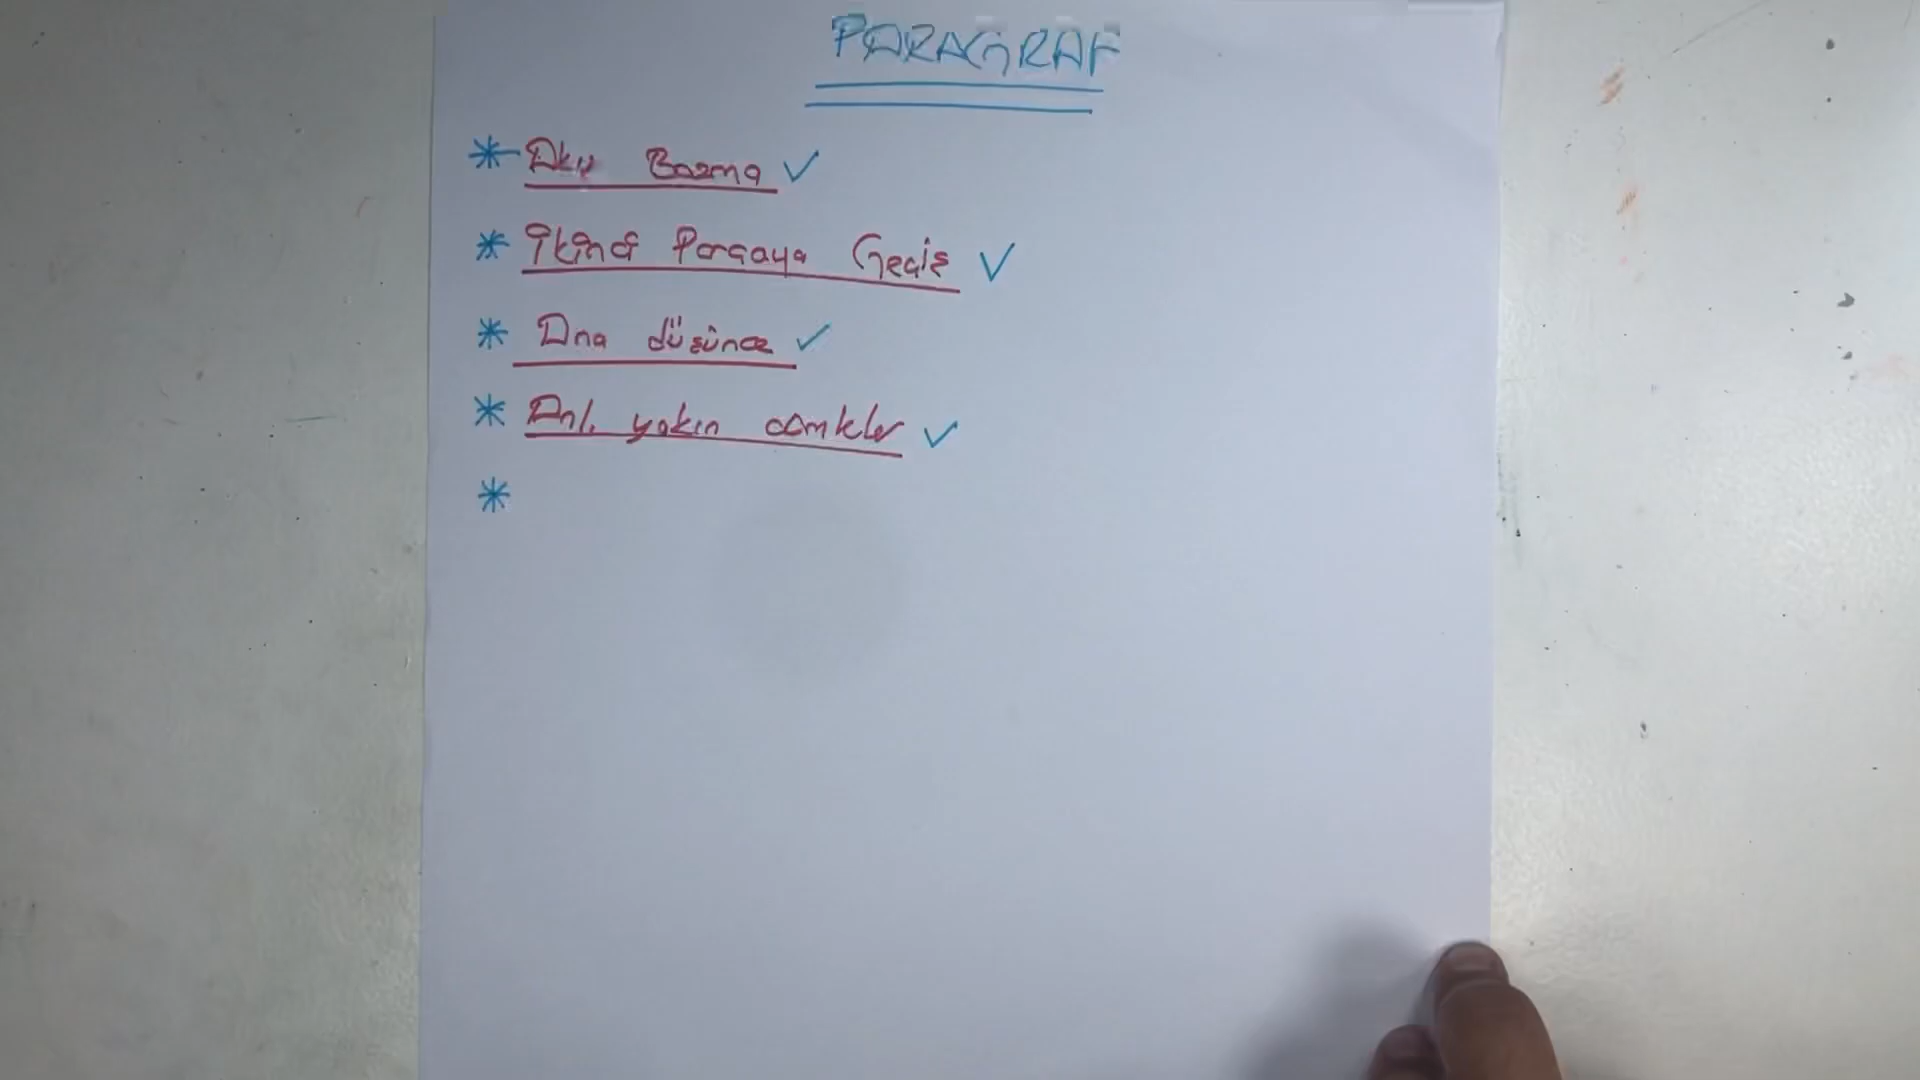 PARAGRAF
* Akış Bozma ✓
* İkinci Parçaya Geçiş ✓
* Ana düşünce ✓
* Anl. yakın cümleler ✓
*